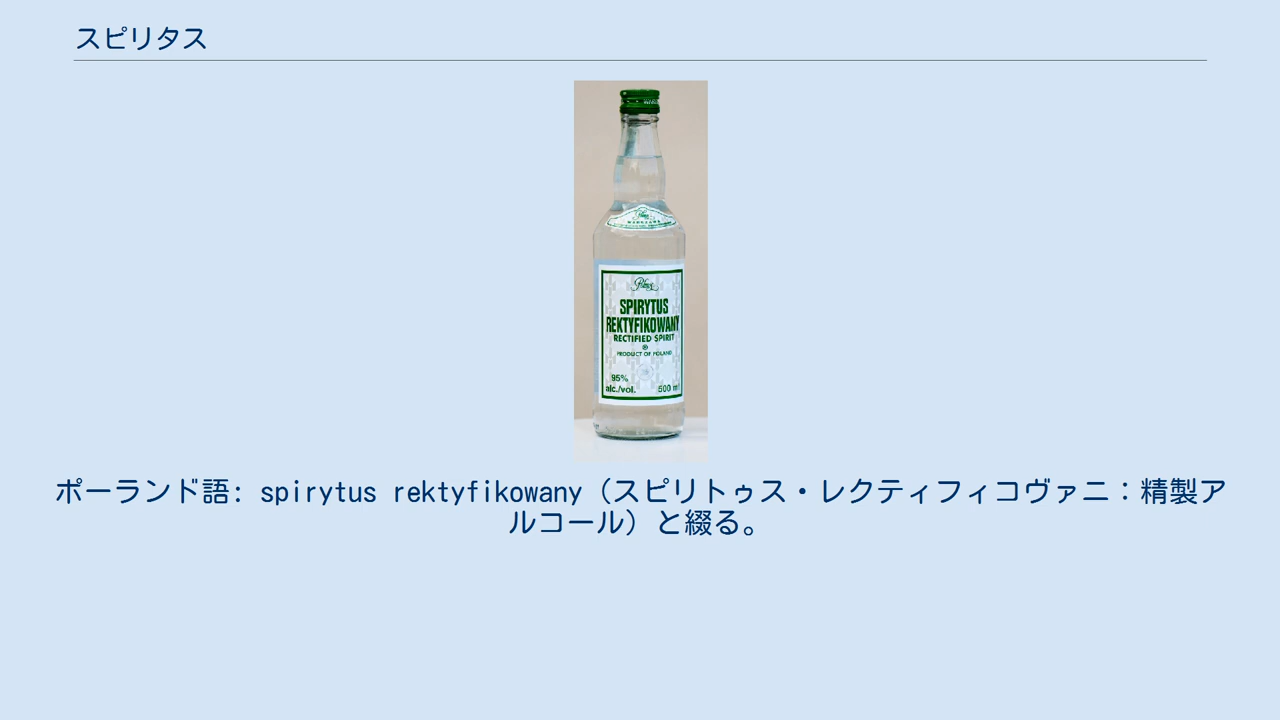 スピリタス
Polmos
SPIRYTUS
REKTYFIKOWANY
RECTIFIED SPIRIT
®
PRODUCT OF POLAND
95%
alc./vol. 500 ml
ポーランド語: spirytus rektyfikowany（スピリトゥス・レクティフィコヴァニ：精製ア
ルコール）と綴る。